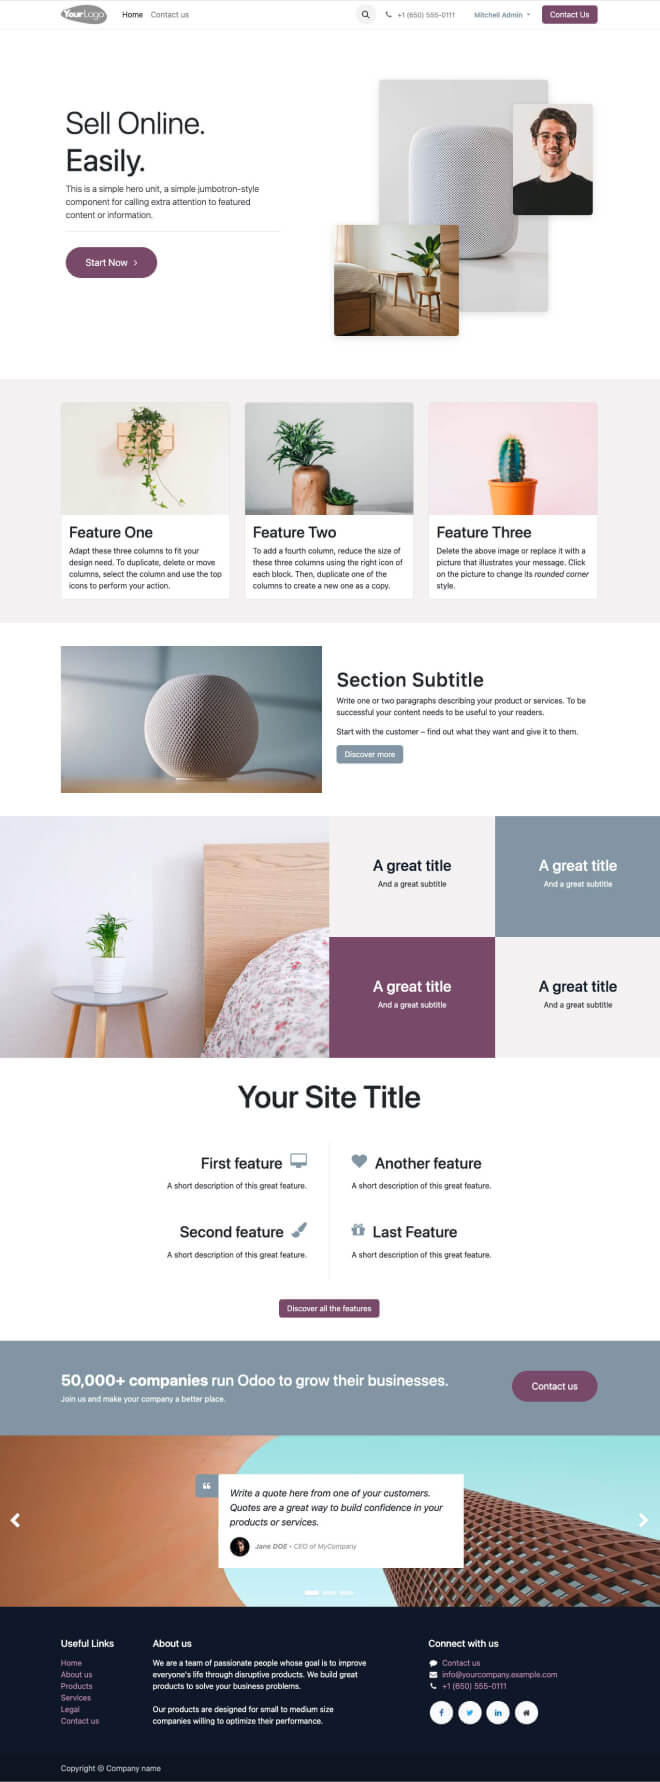 YourLogo Home Contact us +1 (650) 555-0111 Mitchell Admin Contact Us
Sell Online.
Easily.
This is a simple hero unit, a simple jumbotron-style
component for calling extra attention to featured
content or information.
Start Now
Feature One
Adapt these three columns to fit your
design need. To duplicate, delete or move
columns, select the column and use the top
icons to perform your action.
Feature Two
To add a fourth column, reduce the size of
these three columns using the right icon of
each block. Then, duplicate one of the
columns to create a new one as a copy.
Feature Three
Delete the above image or replace it with a
picture that illustrates your message. Click
on the picture to change its rounded corner
style.
Section Subtitle
Write one or two paragraphs describing your product or services. To be
successful your content needs to be useful to your readers.
Start with the customer – find out what they want and give it to them.
Discover more
A great title
And a great subtitle
A great title
And a great subtitle
A great title
And a great subtitle
A great title
And a great subtitle
Your Site Title
First feature
A short description of this great feature.
Another feature
A short description of this great feature.
Second feature
A short description of this great feature.
Last Feature
A short description of this great feature.
Discover all the features
50,000+ companies run Odoo to grow their businesses.
Join us and make your company a better place.
Contact us
Write a quote here from one of your customers.
Quotes are a great way to build confidence in your
products or services.
Jane DOE • CEO of MyCompany
Useful Links
Home
About us
Products
Services
Legal
Contact us
About us
We are a team of passionate people whose goal is to improve
everyone's life through disruptive products. We build great
products to solve your business problems.
Our products are designed for small to medium size
companies willing to optimize their performance.
Connect with us
Contact us
info@yourcompany.example.com
+1 (650) 555-0111
Copyright © Company name